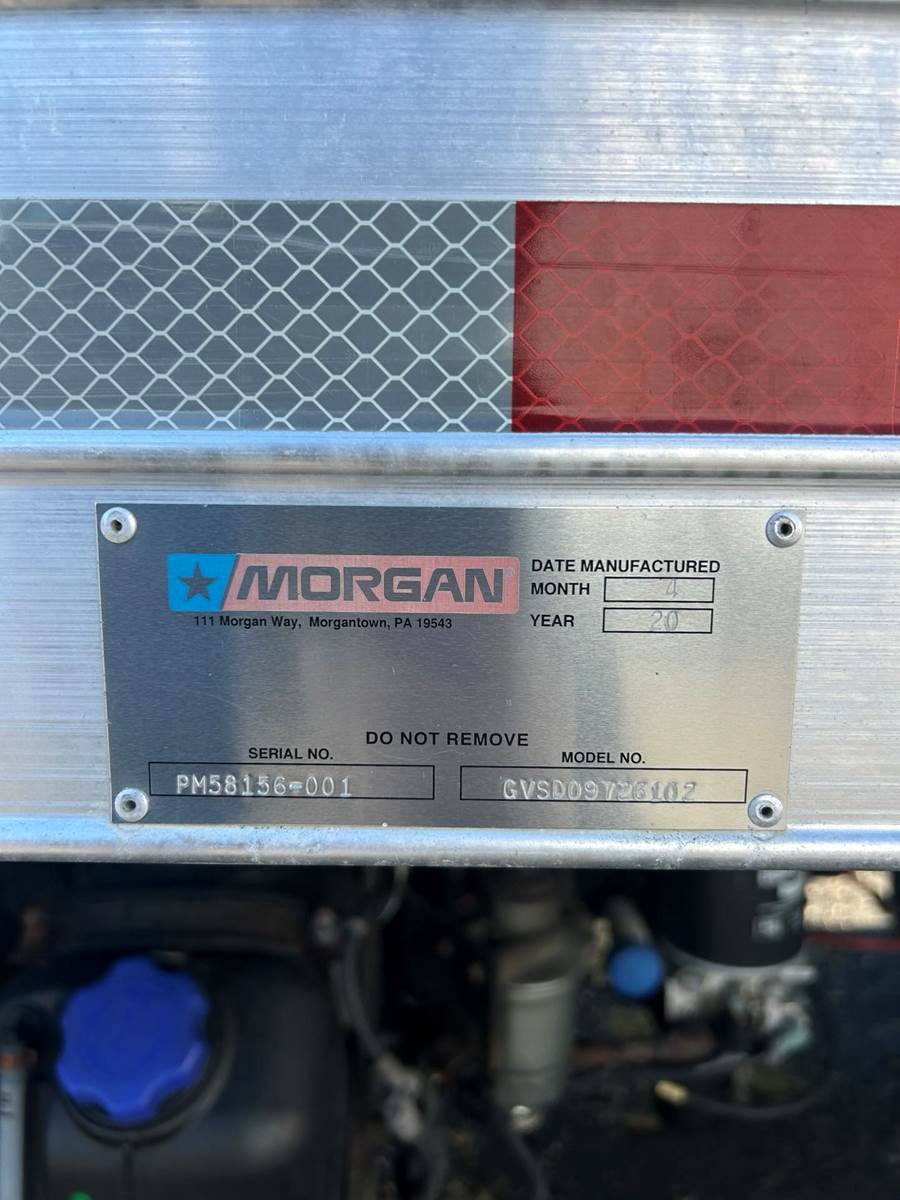 MORGAN
111 Morgan Way, Morgantown, PA 19543
DATE MANUFACTURED
MONTH 4
YEAR 20
DO NOT REMOVE
SERIAL NO.
PM58156-001
MODEL NO.
GVSD09726102